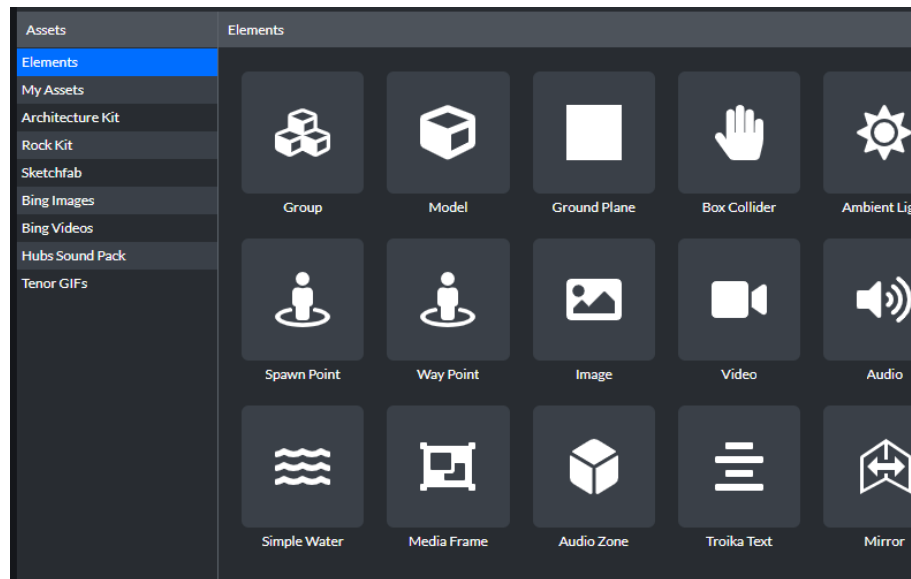 Assets
Elements
Elements
My Assets
Architecture Kit
Rock Kit
Sketchfab
Bing Images
Bing Videos
Hubs Sound Pack
Tenor GIFs
Group Model Ground Plane Box Collider Ambient
Spawn Point Way Point Image Video Audio
Simple Water Media Frame Audio Zone Troika Text Mirror